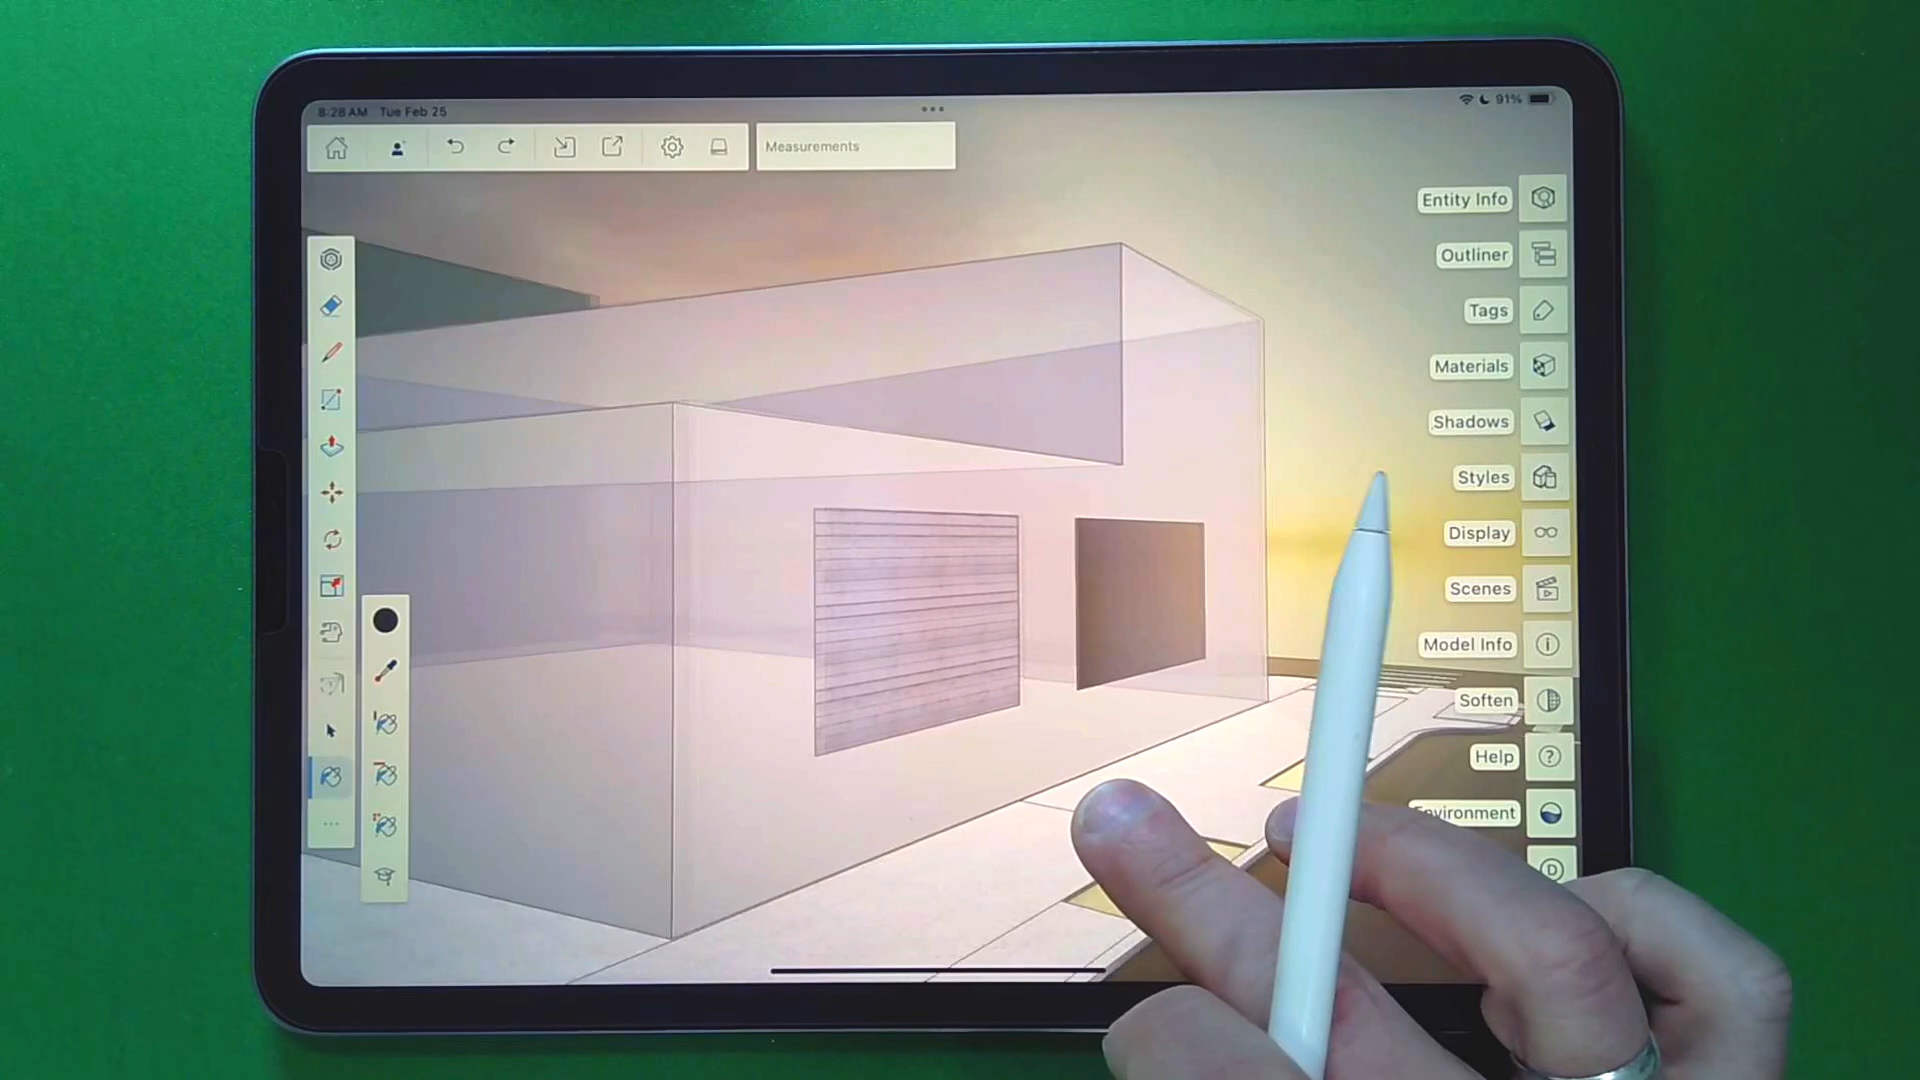 8:28 AM Tue Feb 25
91%
Measurements
Entity Info
Outliner
Tags
Materials
Shadows
Styles
Display
Scenes
Model Info
Soften
Help
nvironment
D